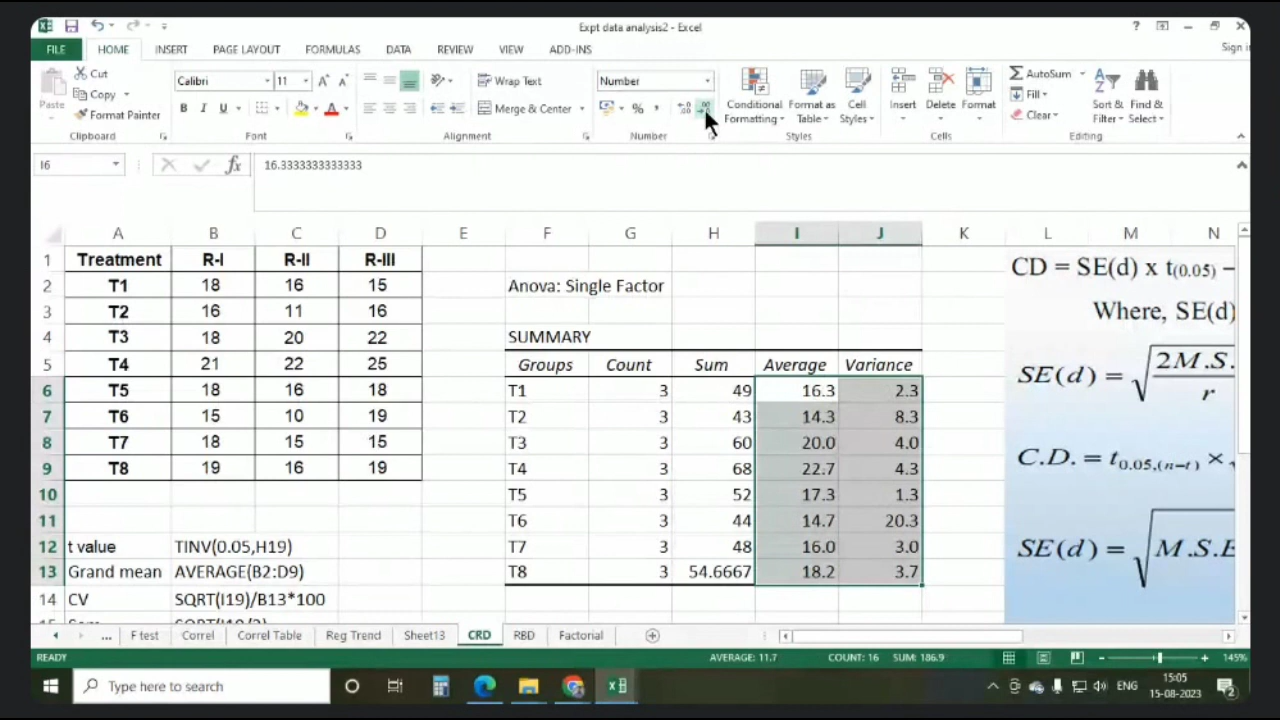 Expt data analysis2 - Excel
Sign in
FILE HOME INSERT PAGE LAYOUT FORMULAS DATA REVIEW VIEW ADD-INS
Paste Cut Copy Format Painter Clipboard
Calibri 11 B I U Font
Wrap Text Merge & Center Alignment
Number % Number
Conditional Formatting Format as Table Cell Styles Styles
Insert Delete Format Cells
AutoSum Fill Clear Sort & Filter Find & Select Editing
I6 fx 16.3333333333333
A B C D E F G H I J K L M N
1 Treatment R-I R-II R-III
2 T1 18 16 15 Anova: Single Factor
3 T2 16 11 16
4 T3 18 20 22 SUMMARY
5 T4 21 22 25 Groups Count Sum Average Variance
6 T5 18 16 18 T1 3 49 16.3 2.3
7 T6 15 10 19 T2 3 43 14.3 8.3
8 T7 18 15 15 T3 3 60 20.0 4.0
9 T8 19 16 19 T4 3 68 22.7 4.3
10 T5 3 52 17.3 1.3
11 T6 3 44 14.7 20.3
12 t value TINV(0.05,H19) T7 3 48 16.0 3.0
13 Grand mean AVERAGE(B2:D9) T8 3 54.6667 18.2 3.7
14 CV SQRT(I19)/B13*100
CD = SE(d) x t(0.05) –
Where, SE(d)
SE(d) = √2M.S. / r
C.D. = t0.05,(n−t) ×
SE(d) = √M.S.E
... F test Correl Correl Table Reg Trend Sheet13 CRD RBD Factorial
READY AVERAGE: 11.7 COUNT: 16 SUM: 186.9 145%
Type here to search
ENG 15:05
15-08-2023
2